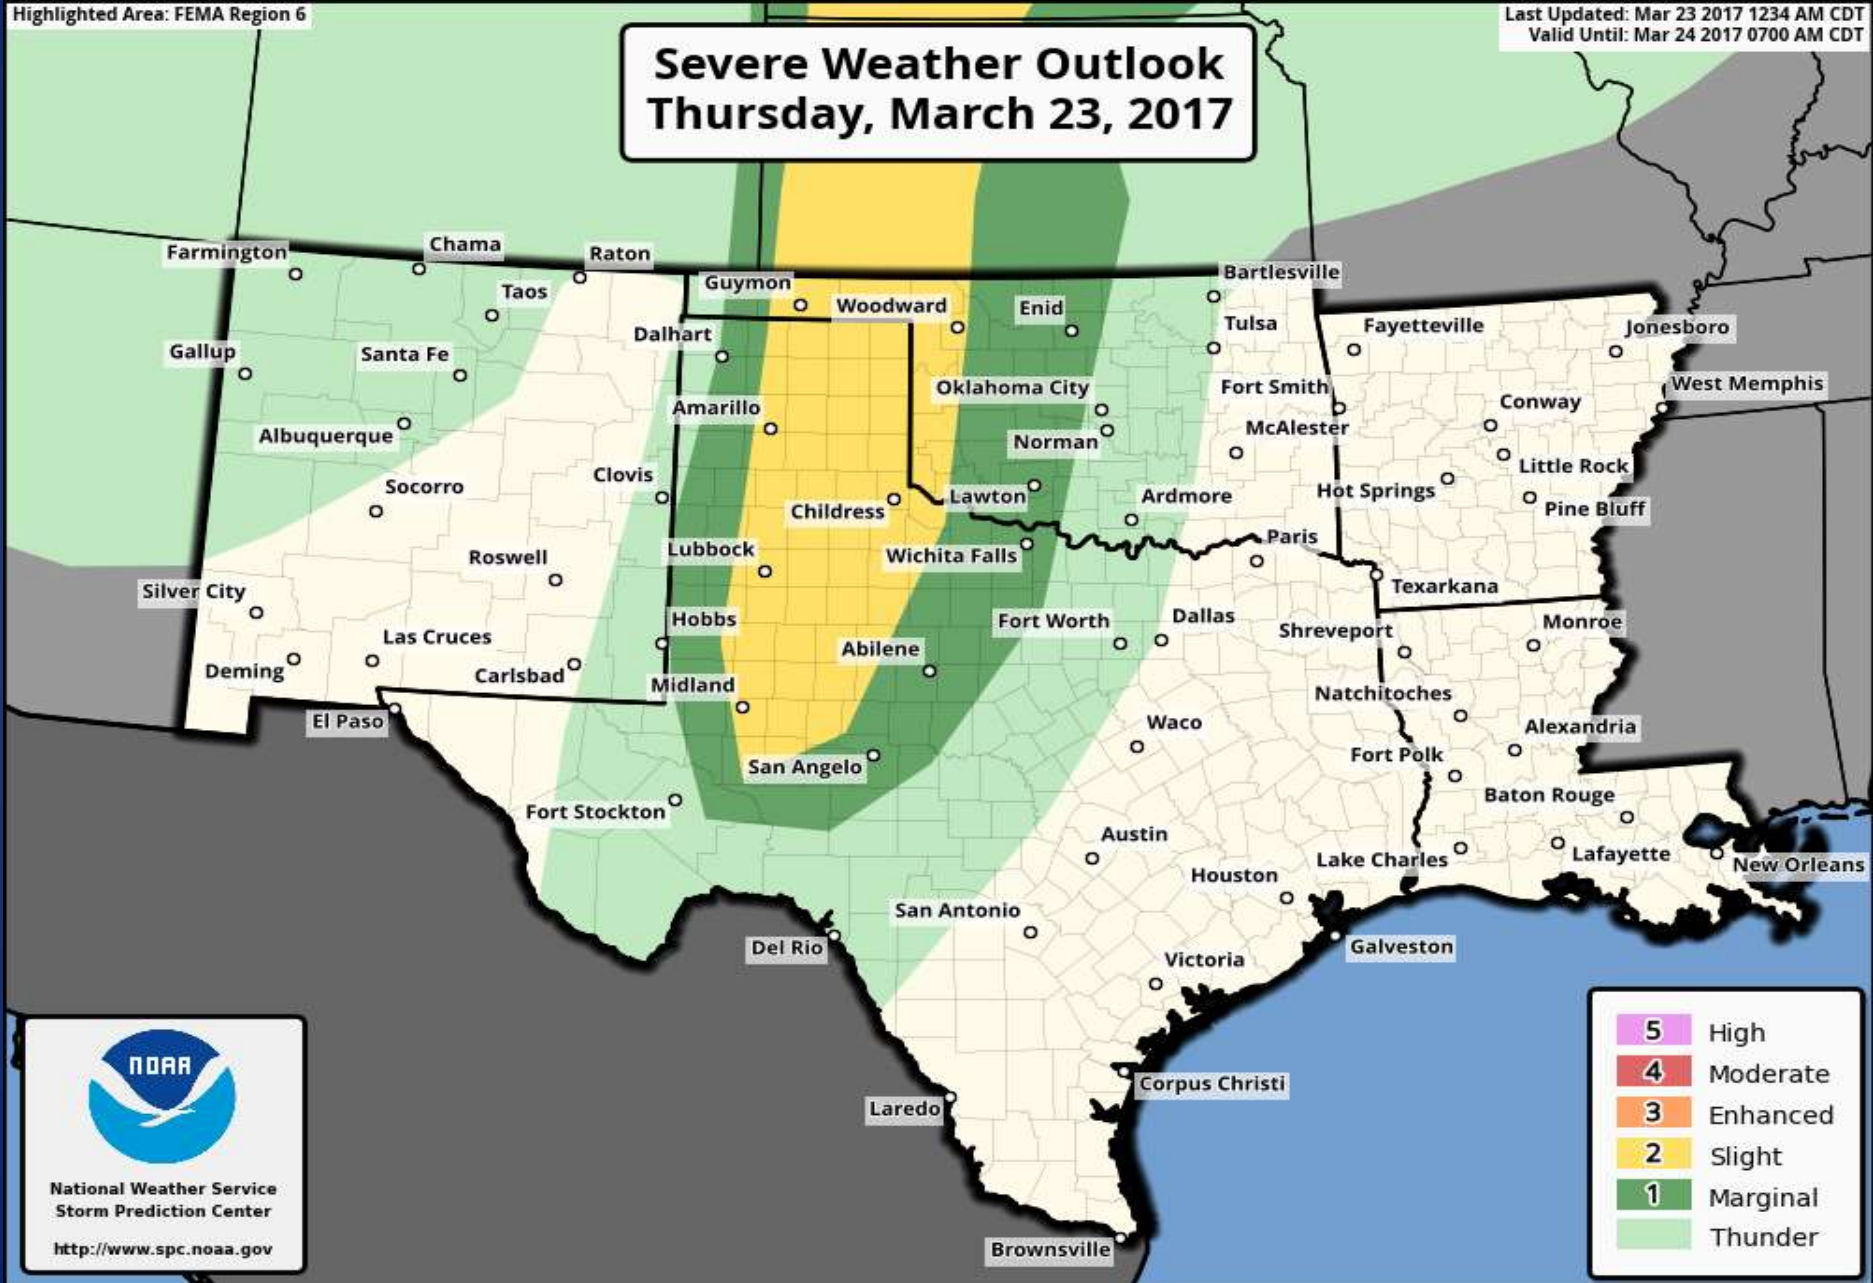 Highlighted Area: FEMA Region 6
Last Updated: Mar 23 2017 1234 AM CDT
Valid Until: Mar 24 2017 0700 AM CDT
Severe Weather Outlook
Thursday, March 23, 2017
Farmington
Chama
Raton
Taos
Guymon
Woodward
Enid
Bartlesville
Dalhart
Tulsa
Fayetteville
Jonesboro
Gallup
Santa Fe
Oklahoma City
Fort Smith
West Memphis
Amarillo
Conway
Albuquerque
Norman
McAlester
Little Rock
Socorro
Clovis
Childress
Lawton
Ardmore
Hot Springs
Pine Bluff
Roswell
Lubbock
Wichita Falls
Paris
Silver City
Texarkana
Hobbs
Fort Worth
Dallas
Shreveport
Monroe
Las Cruces
Abilene
Deming
Carlsbad
Midland
Natchitoches
El Paso
Waco
Alexandria
San Angelo
Fort Polk
Fort Stockton
Baton Rouge
Austin
Lake Charles
Lafayette
New Orleans
Houston
San Antonio
Del Rio
Galveston
Victoria
Corpus Christi
Laredo
Brownsville
NOAA
National Weather Service
Storm Prediction Center
http://www.spc.noaa.gov
5 High
4 Moderate
3 Enhanced
2 Slight
1 Marginal
Thunder